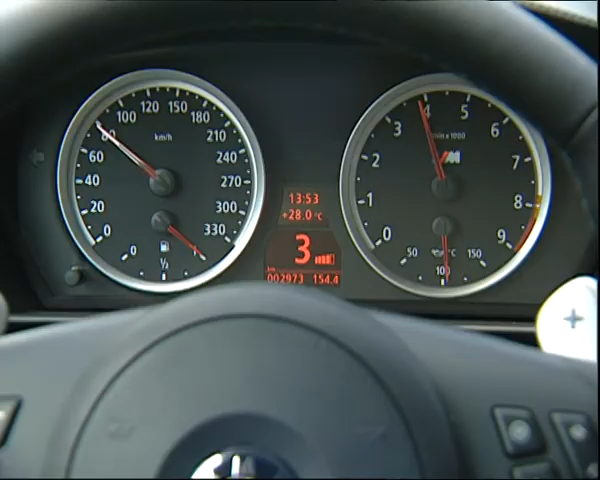 0 20 40 60 80 100 120 150 180 210 240 270 300 330
km/h
0 1/2 1
13:53
+28.0 °C
3
km
002973 154.4
0 1 2 3 4 5 6 7 8 9
M
50 100 150
+